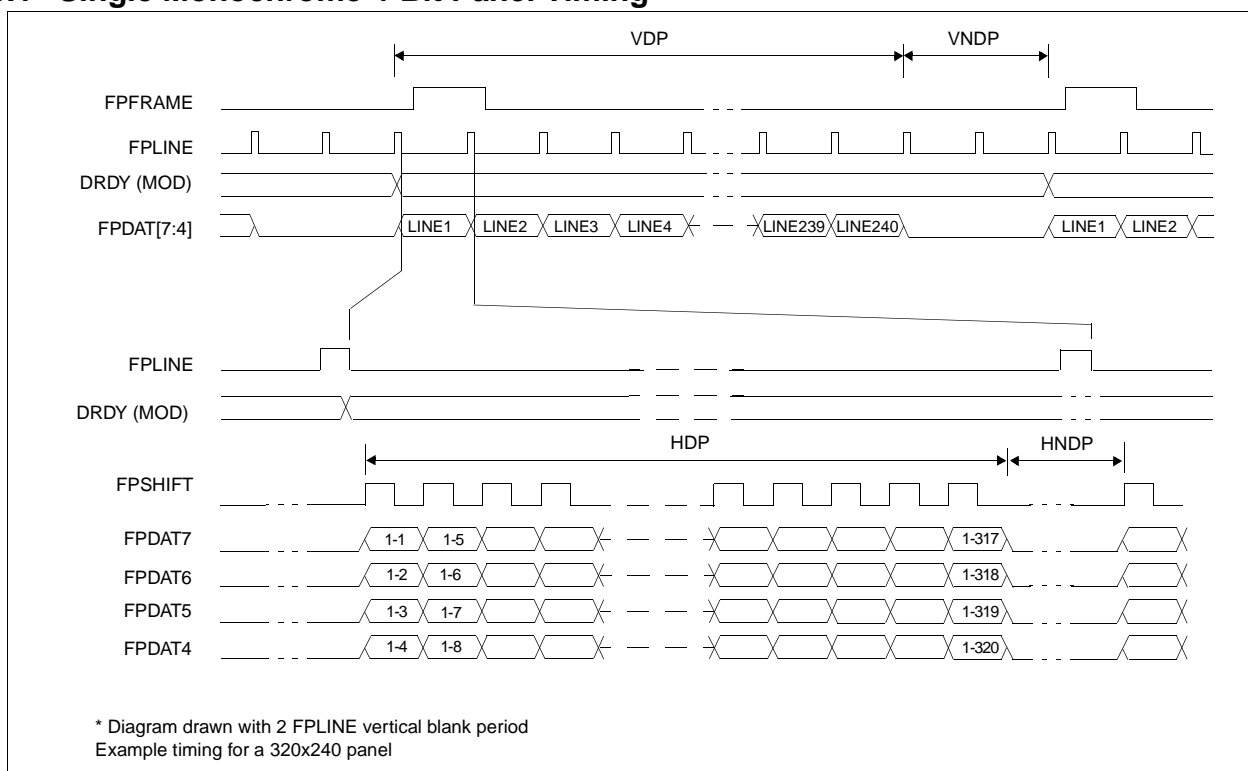 Single Monochrome 4-Bit Panel Timing
VDP VNDP
FPFRAME
FPLINE
DRDY (MOD)
FPDAT[7:4] LINE1 LINE2 LINE3 LINE4 LINE239 LINE240 LINE1 LINE2
FPLINE
DRDY (MOD)
HDP HNDP
FPSHIFT
FPDAT7 1-1 1-5 1-317
FPDAT6 1-2 1-6 1-318
FPDAT5 1-3 1-7 1-319
FPDAT4 1-4 1-8 1-320
* Diagram drawn with 2 FPLINE vertical blank period
Example timing for a 320x240 panel